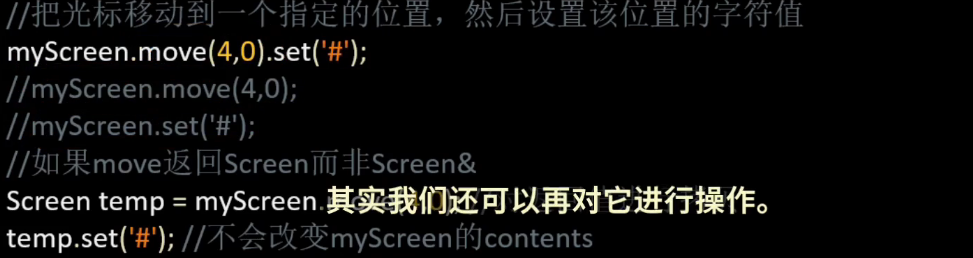 //把光标移动到一个指定的位置，然后设置该位置的字符值
myScreen.move(4,0).set('#');
//myScreen.move(4,0);
//myScreen.set('#');
//如果move返回Screen而非Screen&
Screen temp = myScreen.
其实我们还可以再对它进行操作。
temp.set('#'); //不会改变myScreen的contents